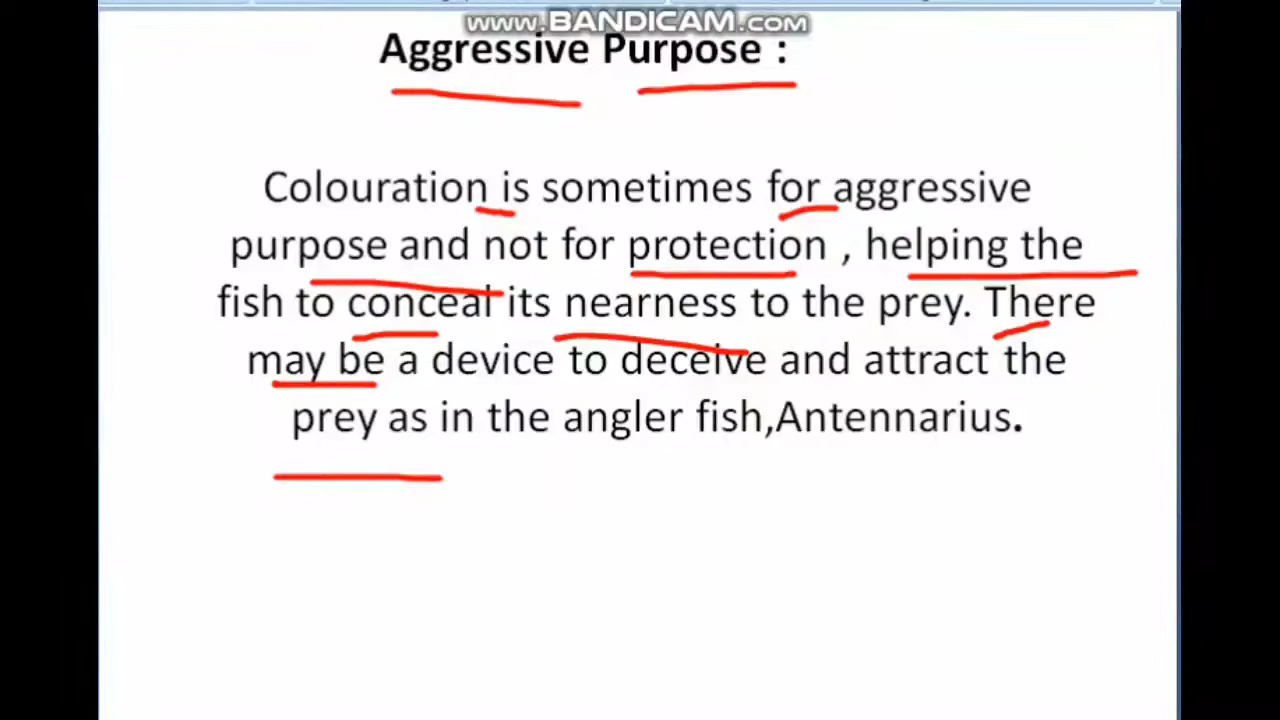 www.BANDICAM.com
Aggressive Purpose :
Colouration is sometimes for aggressive
purpose and not for protection , helping the
fish to conceal its nearness to the prey. There
may be a device to deceive and attract the
prey as in the angler fish,Antennarius.